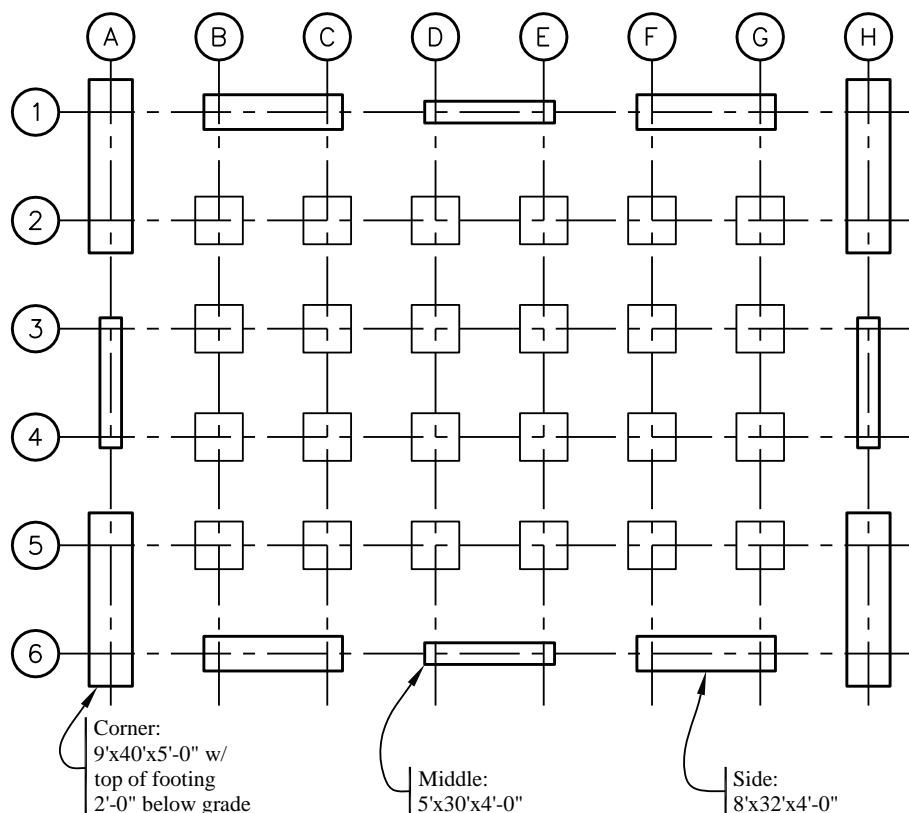 A B C D E F G H
1
2
3
4
5
6
Corner:
9'x40'x5'-0" w/
top of footing
2'-0" below grade
Middle:
5'x30'x4'-0"
Side:
8'x32'x4'-0"